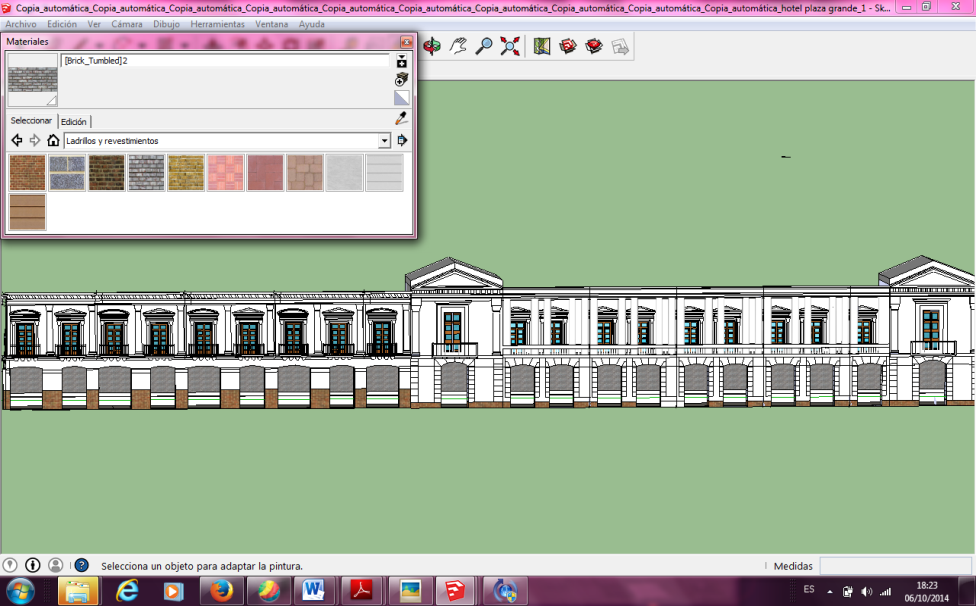 Copia_automática_Copia_automática_Copia_automática_Copia_automática_Copia_automática_Copia_automática_Copia_automática_Copia_automática_Copia_automática_hotel plaza grande_1 - Sk...
Archivo Edición Ver Cámara Dibujo Herramientas Ventana Ayuda
Materiales
[Brick_Tumbled]2
Seleccionar Edición
Ladrillos y revestimientos
Selecciona un objeto para adaptar la pintura.
Medidas
ES
18:23
06/10/2014